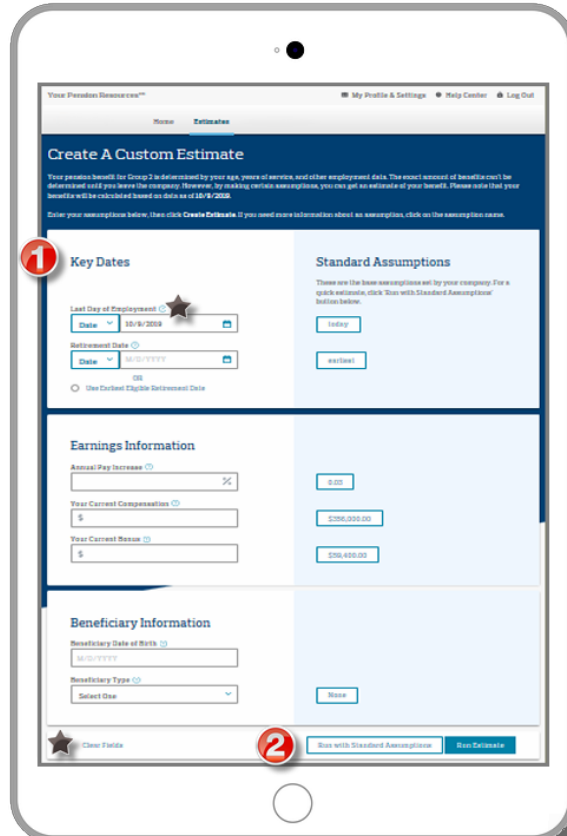 Your Pension Resources™
My Profile & Settings Help Center Log Out
Home Estimates
Create A Custom Estimate
Your pension benefit for Group 2 is determined by your age, years of service, and other employment data. The exact amount of benefits can't be
determined until you leave the company. However, by making certain assumptions, you can get an estimate of your benefit. Please note that your
benefits will be calculated based on data as of 10/9/2019.
Enter your assumptions below, then click Create Estimate. If you need more information about an assumption, click on the assumption name.
1
Key Dates
Last Day of Employment ?
Date 10/9/2019
Retirement Date ?
Date M/D/YYYY
OR
Use Earliest Eligible Retirement Date
Standard Assumptions
These are the base assumptions set by your company. For a
quick estimate, click 'Run with Standard Assumptions'
button below.
today
earliest
Earnings Information
Annual Pay Increase ?
%
0.03
Your Current Compensation ?
$
$396,000.00
Your Current Bonus ?
$
$59,400.00
Beneficiary Information
Beneficiary Date of Birth ?
M/D/YYYY
Beneficiary Type ?
Select One
None
Clear Fields
2
Run with Standard Assumptions
Run Estimate